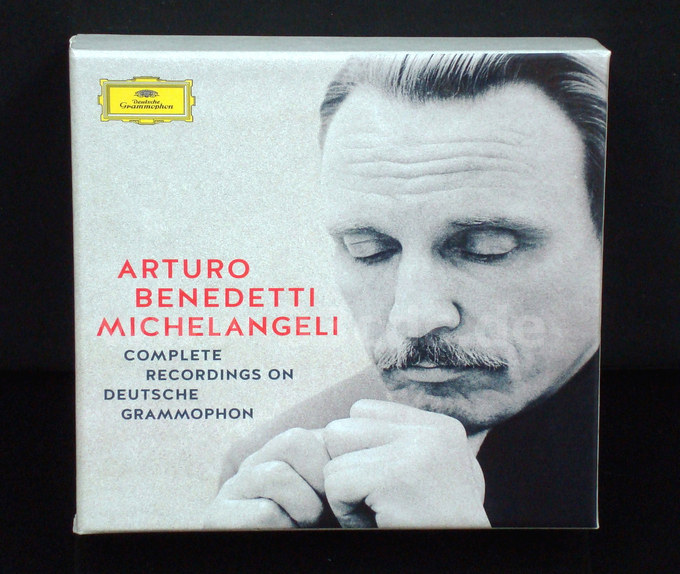 Deutsche
Grammophon
ARTURO
BENEDETTI
MICHELANGELI
COMPLETE
RECORDINGS ON
DEUTSCHE
GRAMMOPHON